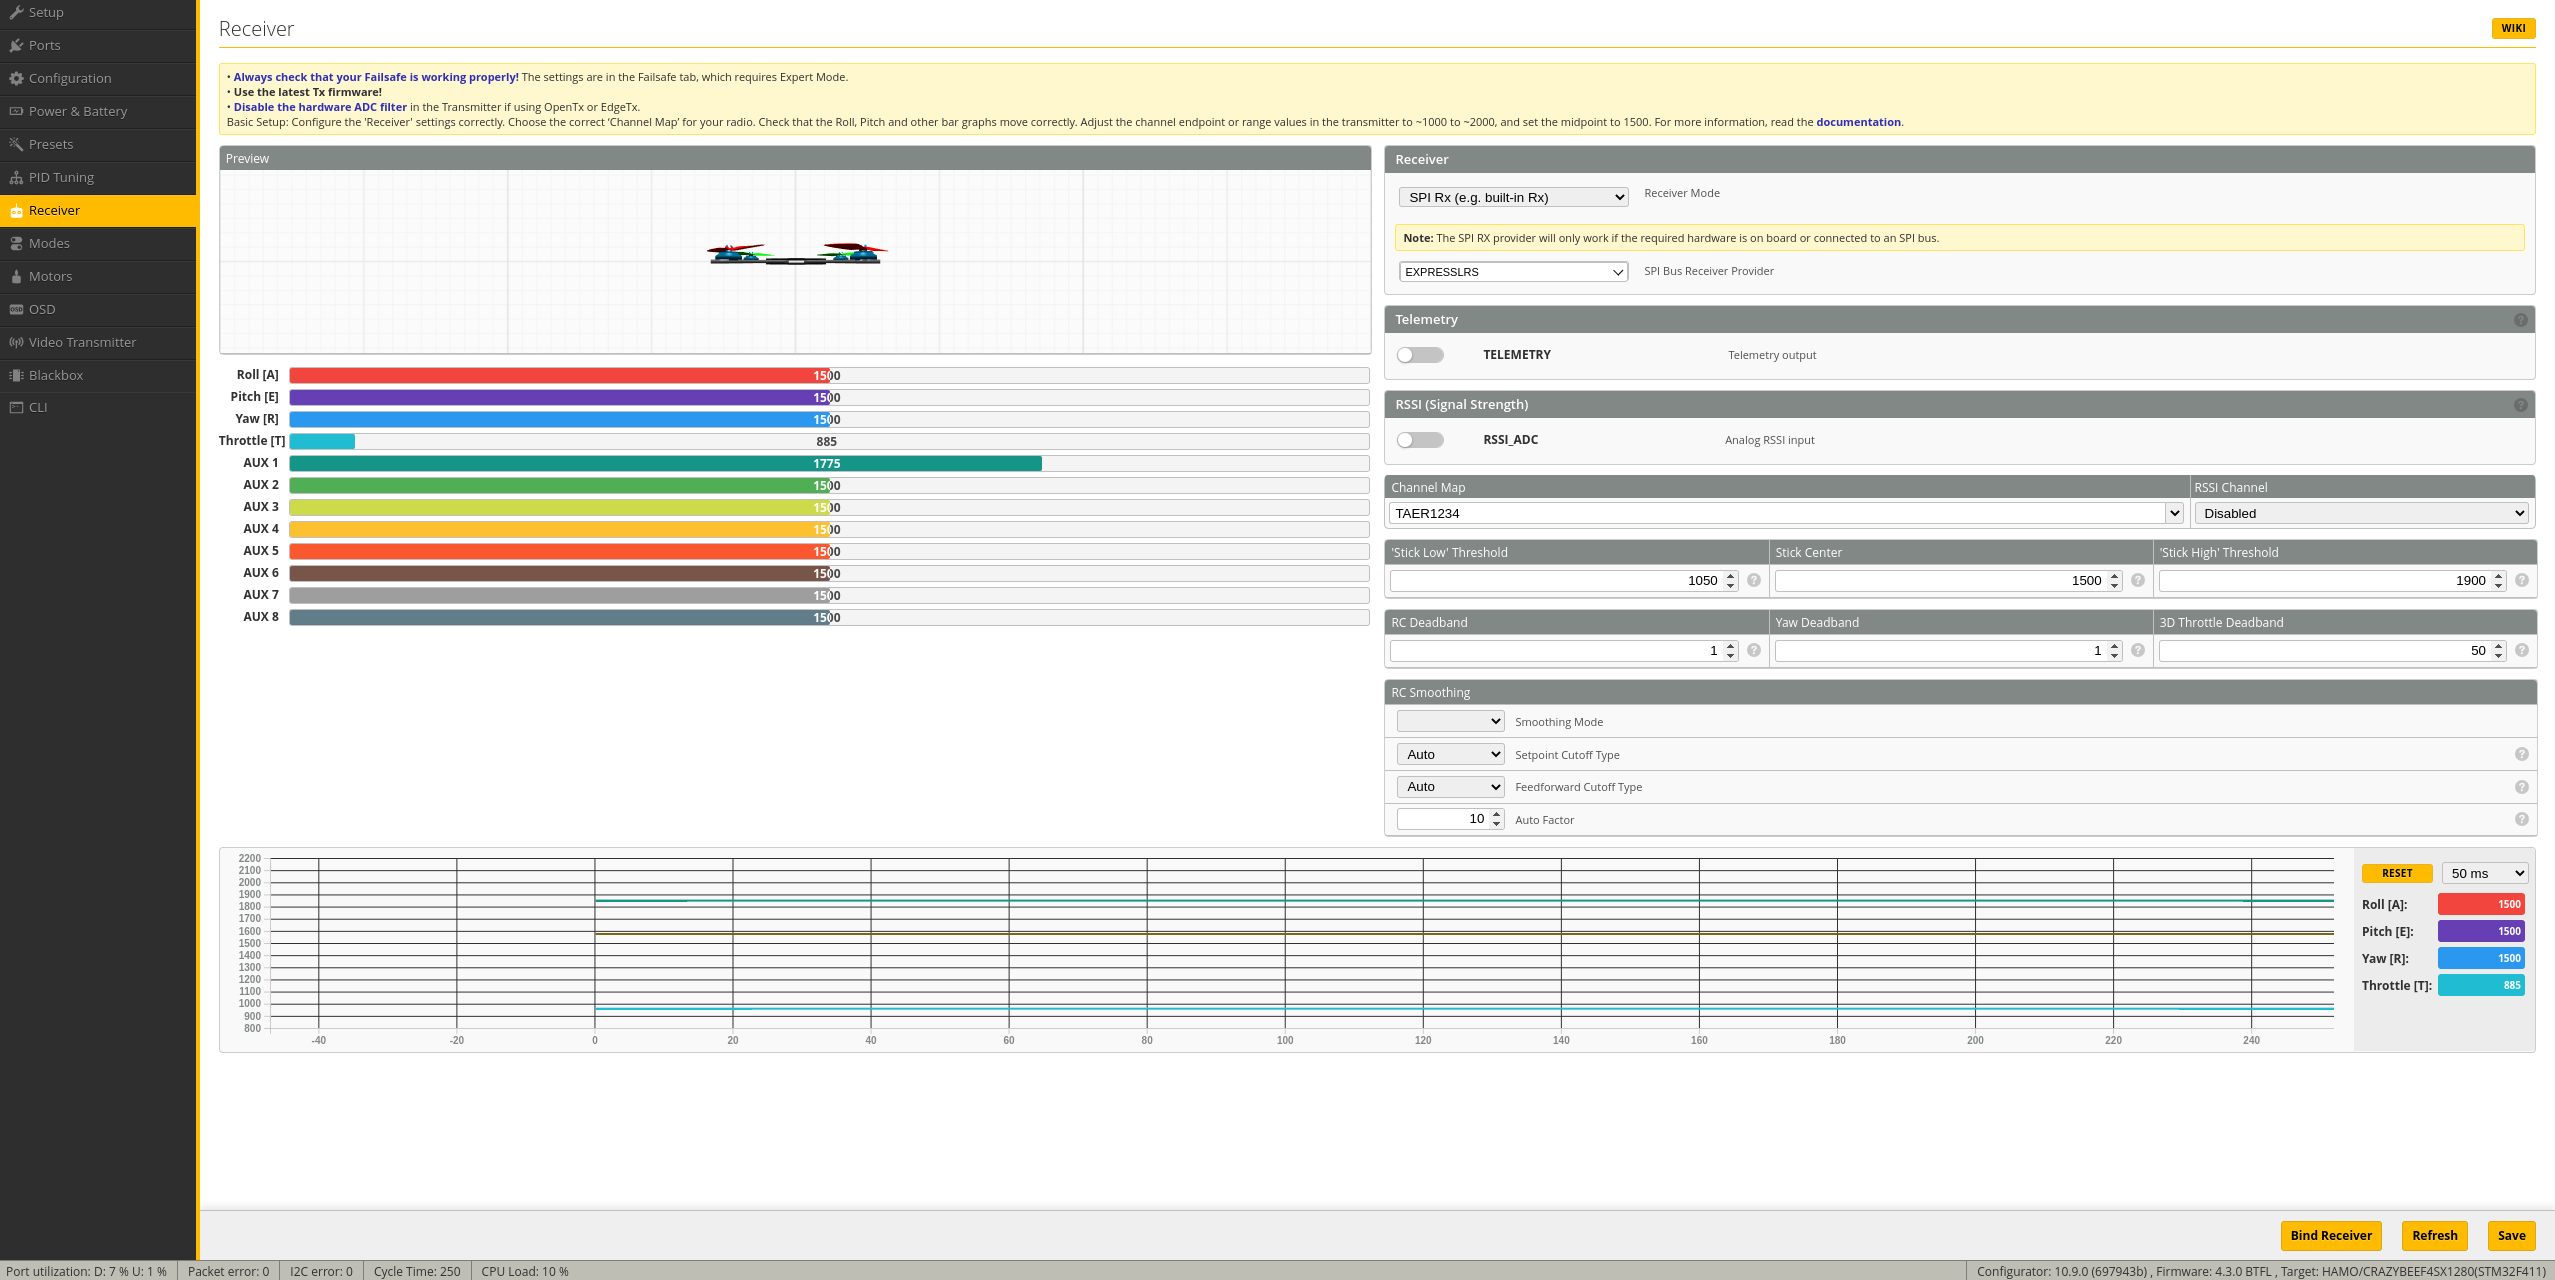 Setup
Ports
Configuration
Power & Battery
Presets
PID Tuning
Receiver
Modes
Motors
OSD
Video Transmitter
Blackbox
CLI
Receiver
WIKI
• Always check that your Failsafe is working properly! The settings are in the Failsafe tab, which requires Expert Mode.
• Use the latest Tx firmware!
• Disable the hardware ADC filter in the Transmitter if using OpenTx or EdgeTx.
Basic Setup: Configure the 'Receiver' settings correctly. Choose the correct 'Channel Map' for your radio. Check that the Roll, Pitch and other bar graphs move correctly. Adjust the channel endpoint or range values in the transmitter to ~1000 to ~2000, and set the midpoint to 1500. For more information, read the documentation.
Preview
Roll [A] 1500
Pitch [E] 1500
Yaw [R] 1500
Throttle [T] 885
AUX 1 1775
AUX 2 1500
AUX 3 1500
AUX 4 1500
AUX 5 1500
AUX 6 1500
AUX 7 1500
AUX 8 1500
Receiver
SPI Rx (e.g. built-in Rx) Receiver Mode
Note: The SPI RX provider will only work if the required hardware is on board or connected to an SPI bus.
EXPRESSLRS SPI Bus Receiver Provider
Telemetry ?
TELEMETRY Telemetry output
RSSI (Signal Strength) ?
RSSI_ADC Analog RSSI input
Channel Map RSSI Channel
TAER1234 Disabled
'Stick Low' Threshold Stick Center 'Stick High' Threshold
1050 ? 1500 ? 1900 ?
RC Deadband Yaw Deadband 3D Throttle Deadband
1 ? 1 ? 50 ?
RC Smoothing
Smoothing Mode
Auto Setpoint Cutoff Type ?
Auto Feedforward Cutoff Type ?
10 Auto Factor ?
2200
2100
2000
1900
1800
1700
1600
1500
1400
1300
1200
1100
1000
900
800
-40 -20 0 20 40 60 80 100 120 140 160 180 200 220 240
RESET 50 ms
Roll [A]: 1500
Pitch [E]: 1500
Yaw [R]: 1500
Throttle [T]: 885
Bind Receiver Refresh Save
Port utilization: D: 7 % U: 1 % Packet error: 0 I2C error: 0 Cycle Time: 250 CPU Load: 10 % Configurator: 10.9.0 (697943b) , Firmware: 4.3.0 BTFL , Target: HAMO/CRAZYBEEF4SX1280(STM32F411)